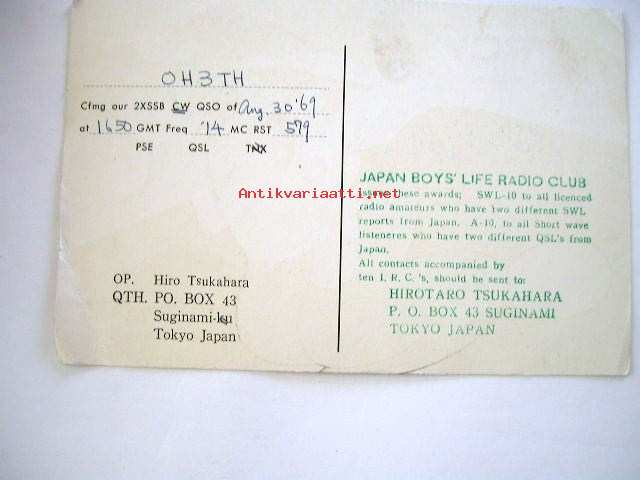 OH3TH
Cfmg our 2XSSB CW QSO of Aug. 30 '69
at 1650 GMT Freq '14 MC RST 579
PSE QSL TNX
Antikvariaatti.net
JAPAN BOYS' LIFE RADIO CLUB
issues these awards; SWL-10 to all licenced
radio amateurs who have two different SWL
reports from Japan. A-10, to all Short wave
listeneres who have two different QSL's from
Japan.
All contacts accompanied by
ten I. R. C. 's, should be sent to:
HIROTARO TSUKAHARA
P. O. BOX 43 SUGINAMI
TOKYO JAPAN
OP. Hiro Tsukahara
QTH. PO. BOX 43
Suginami-ku
Tokyo Japan